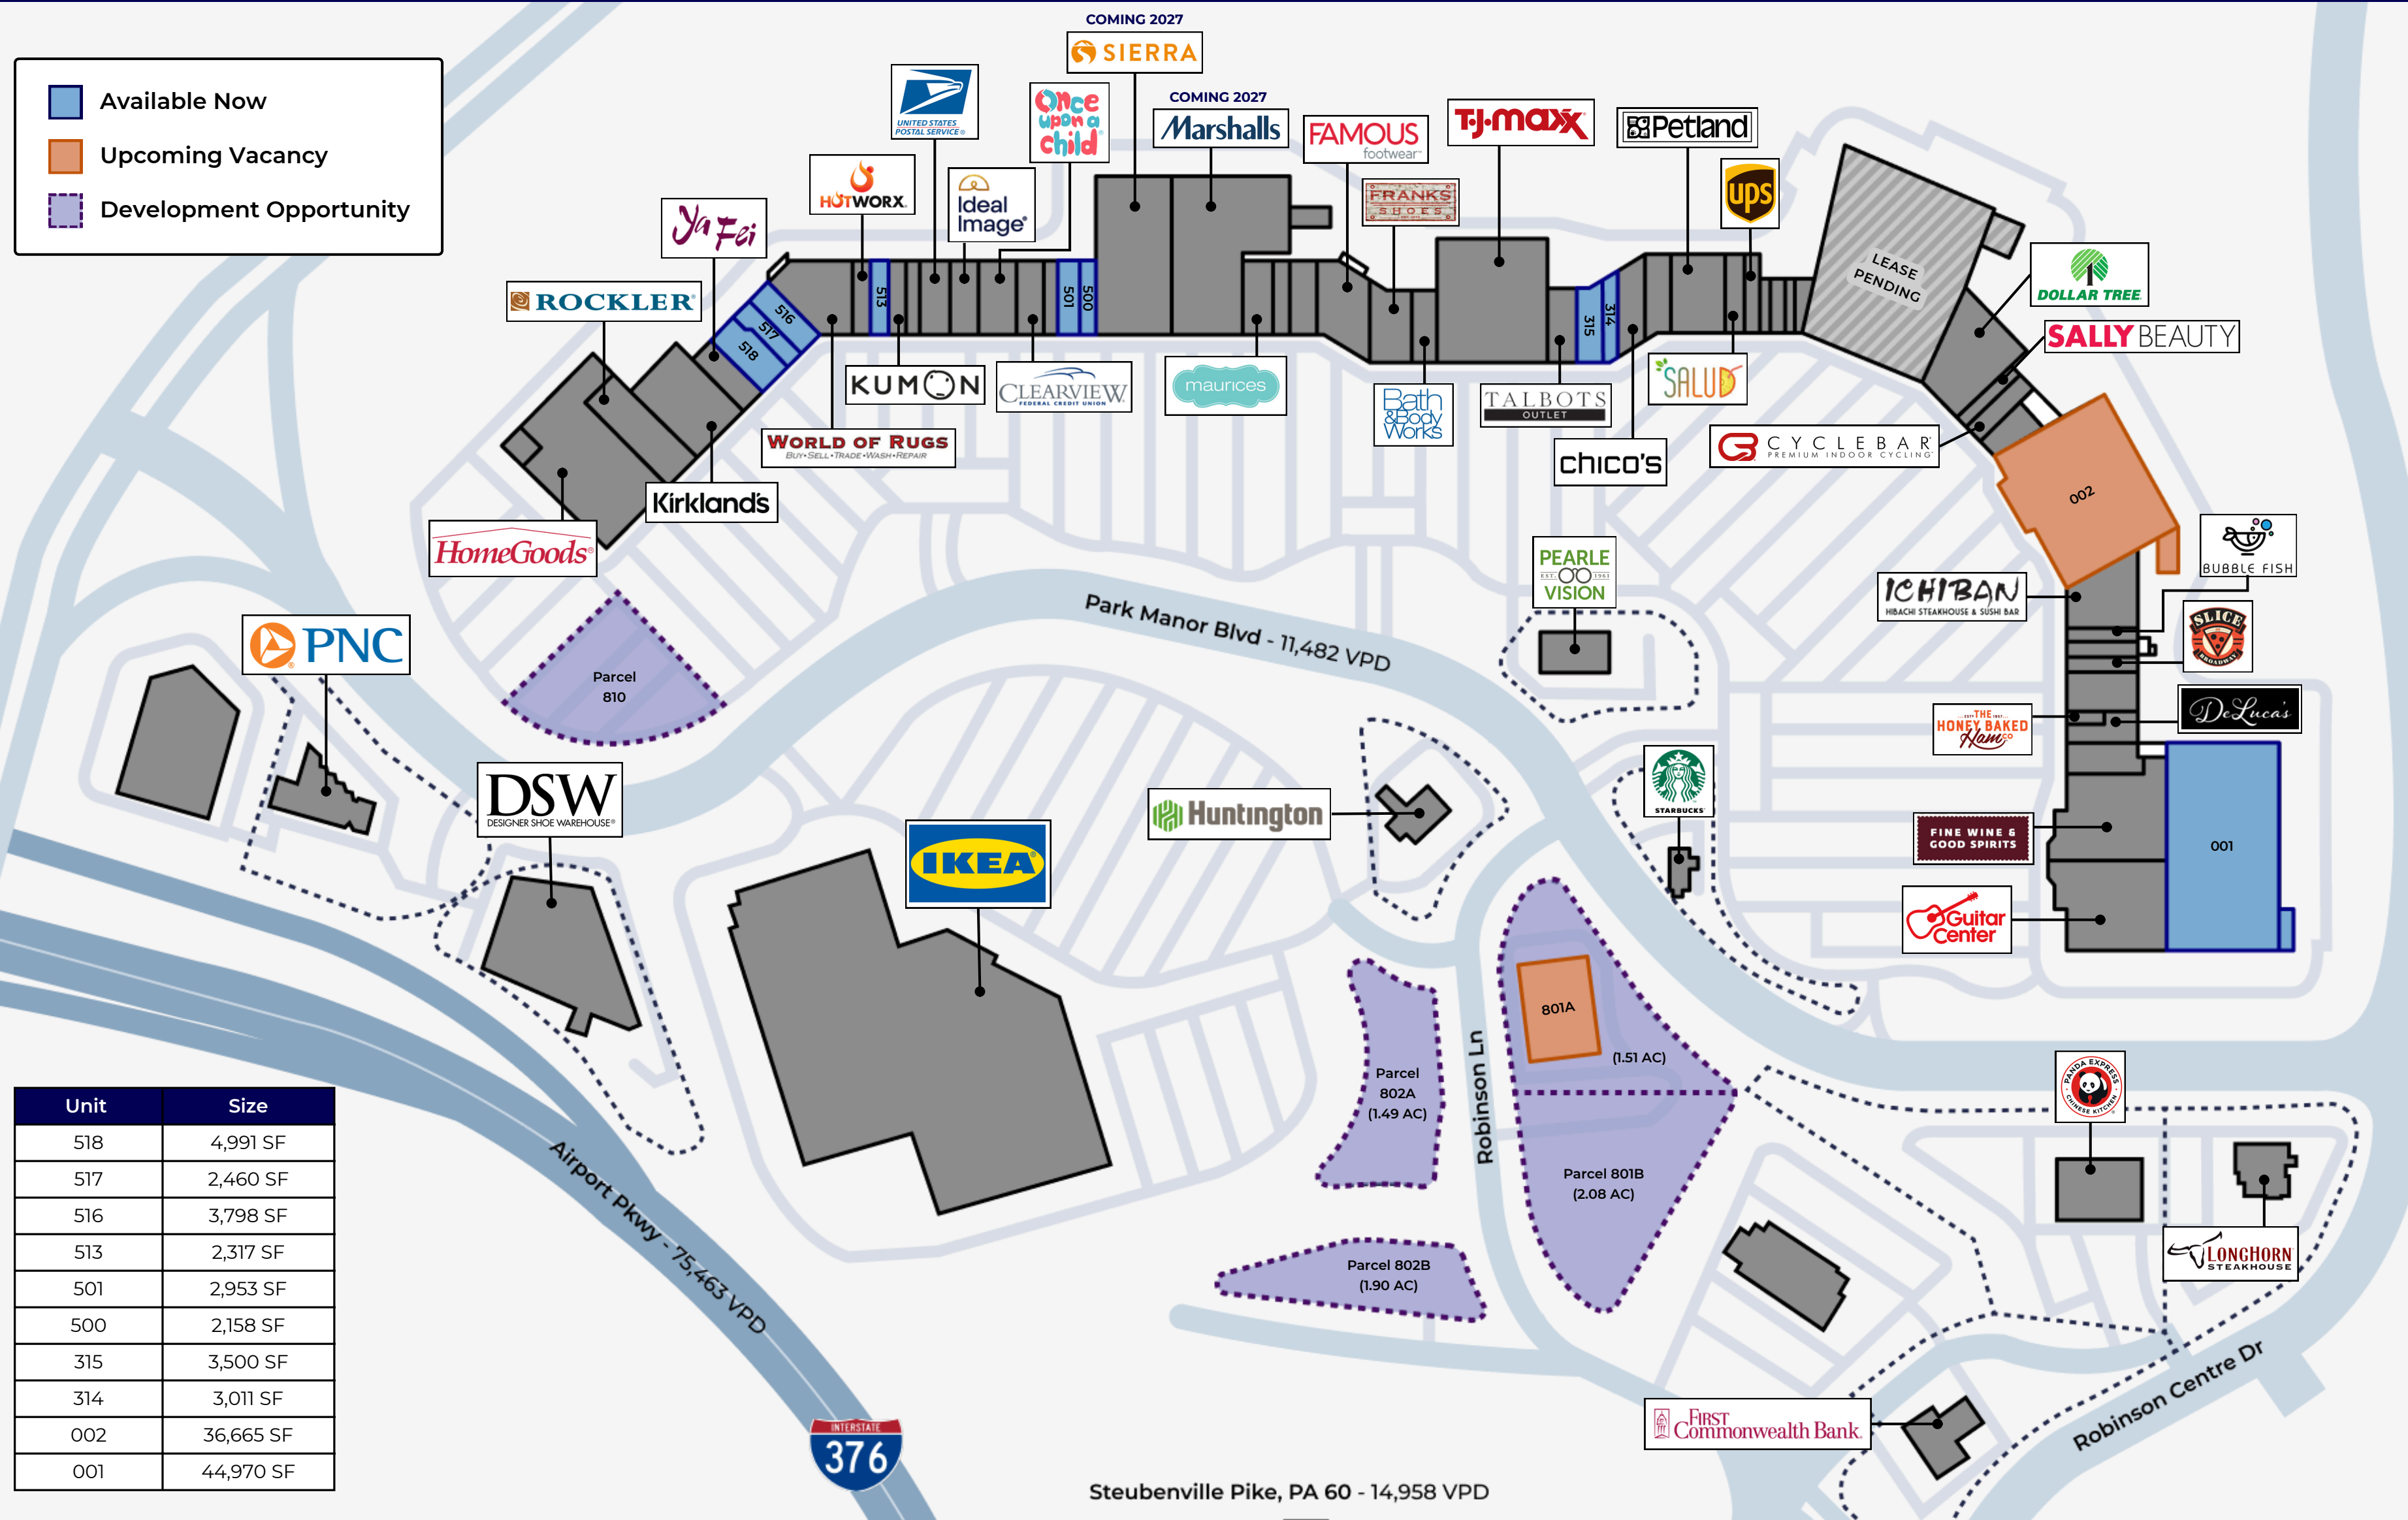 Available Now
Upcoming Vacancy
Development Opportunity
COMING 2027
SIERRA
COMING 2027
Marshalls
UNITED STATES
POSTAL SERVICE®
Once
upon a
child
FAMOUS
footwear
T·J·maxx
Petland
HOTWORX
Ideal
Image®
FRANKS
SHOES
ups
Ya Fei
LEASE
PENDING
DOLLAR TREE
ROCKLER
SALLY BEAUTY
518
517
516
513
501
500
315
314
KUMON
CLEARVIEW
FEDERAL CREDIT UNION
maurices
Bath
&Body
Works
TALBOTS
OUTLET
SALUD
WORLD OF RUGS
BUY•SELL•TRADE•WASH•REPAIR
chico's
CYCLEBAR
PREMIUM INDOOR CYCLING
Kirkland's
HomeGoods®
002
BUBBLE FISH
PEARLE
EST. 1961
VISION
ICHIBAN
HIBACHI STEAKHOUSE & SUSHI BAR
SLICE
BROADWAY
Park Manor Blvd - 11,482 VPD
PNC
Parcel
810
THE
HONEY BAKED
Ham CO
DeLuca's
DSW
DESIGNER SHOE WAREHOUSE®
IKEA®
Huntington
STARBUCKS
FINE WINE &
GOOD SPIRITS
001
Guitar
Center
801A
(1.51 AC)
Parcel
802A
(1.49 AC)
Robinson Ln
Parcel 801B
(2.08 AC)
Parcel 802B
(1.90 AC)
PANDA EXPRESS
CHINESE KITCHEN
LONGHORN
STEAKHOUSE
Unit Size
518 4,991 SF
517 2,460 SF
516 3,798 SF
513 2,317 SF
501 2,953 SF
500 2,158 SF
315 3,500 SF
314 3,011 SF
002 36,665 SF
001 44,970 SF
Airport Pkwy - 75,463 VPD
INTERSTATE
376
FIRST
Commonwealth Bank
Robinson Centre Dr
Steubenville Pike, PA 60 - 14,958 VPD